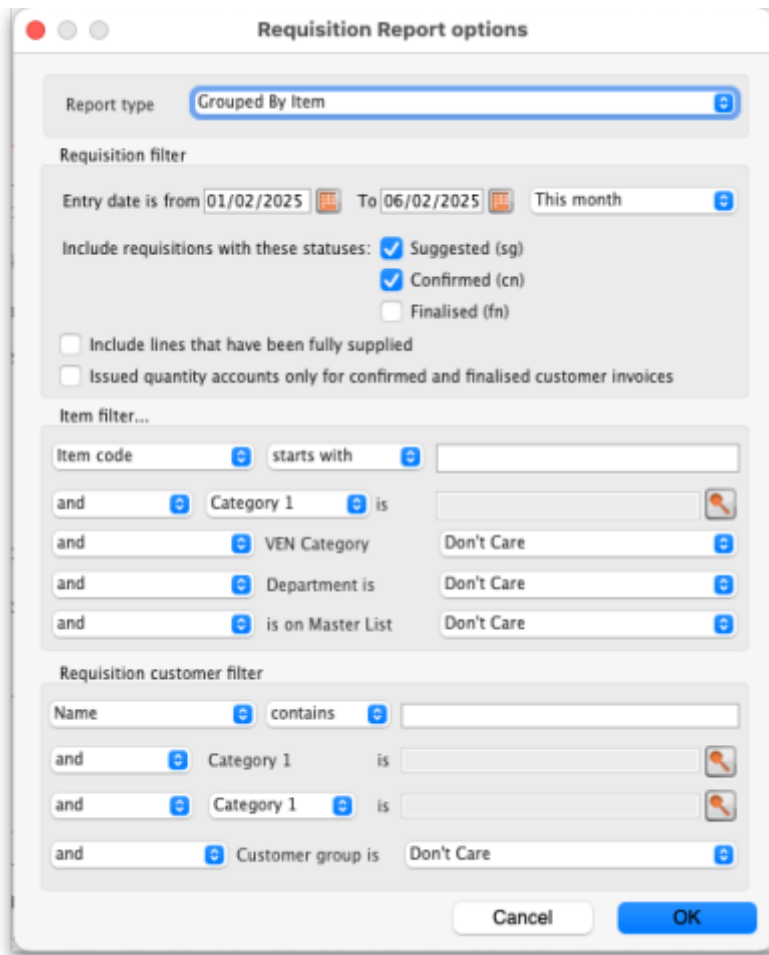 Requisition Report options
Report type Grouped By Item
Requisition filter
Entry date is from 01/02/2025 To 06/02/2025 This month
Include requisitions with these statuses: Suggested (sg)
Confirmed (cn)
Finalised (fn)
Include lines that have been fully supplied
Issued quantity accounts only for confirmed and finalised customer invoices
Item filter...
Item code starts with
and Category 1 is
and VEN Category Don't Care
and Department is Don't Care
and is on Master List Don't Care
Requisition customer filter
Name contains
and Category 1 is
and Category 1 is
and Customer group is Don't Care
Cancel OK